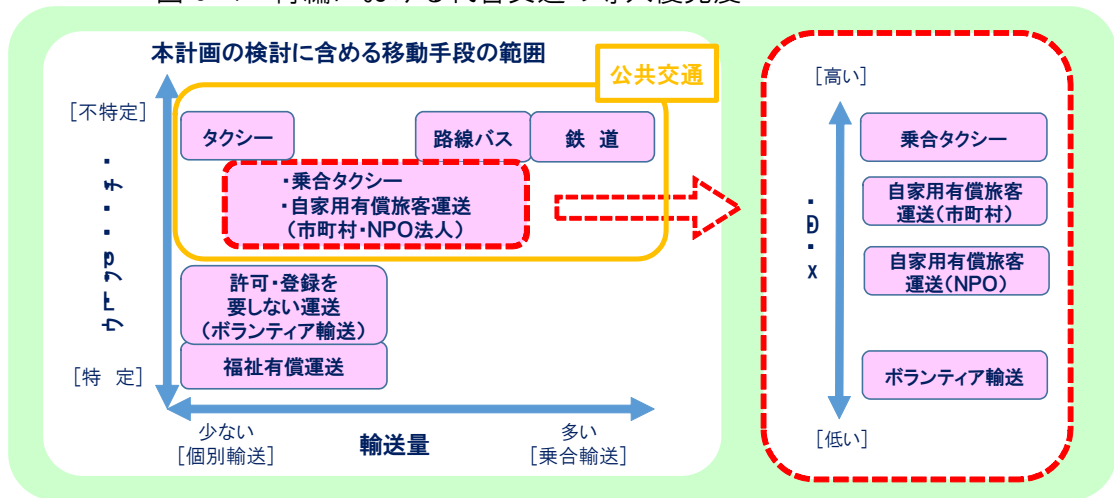 本計画の検討に含める移動手段の範囲
公共交通
[不特定]
タクシー
路線バス
鉄 道
・乗合タクシー
・自家用有償旅客運送
(市町村・NPO法人)
許可・登録を
要しない運送
(ボランティア輸送)
福祉有償運送
[特 定]
少ない
[個別輸送]
輸送量
多い
[乗合輸送]
[高い]
乗合タクシー
自家用有償旅客
運送(市町村)
自家用有償旅客
運送(NPO)
ボランティア輸送
[低い]